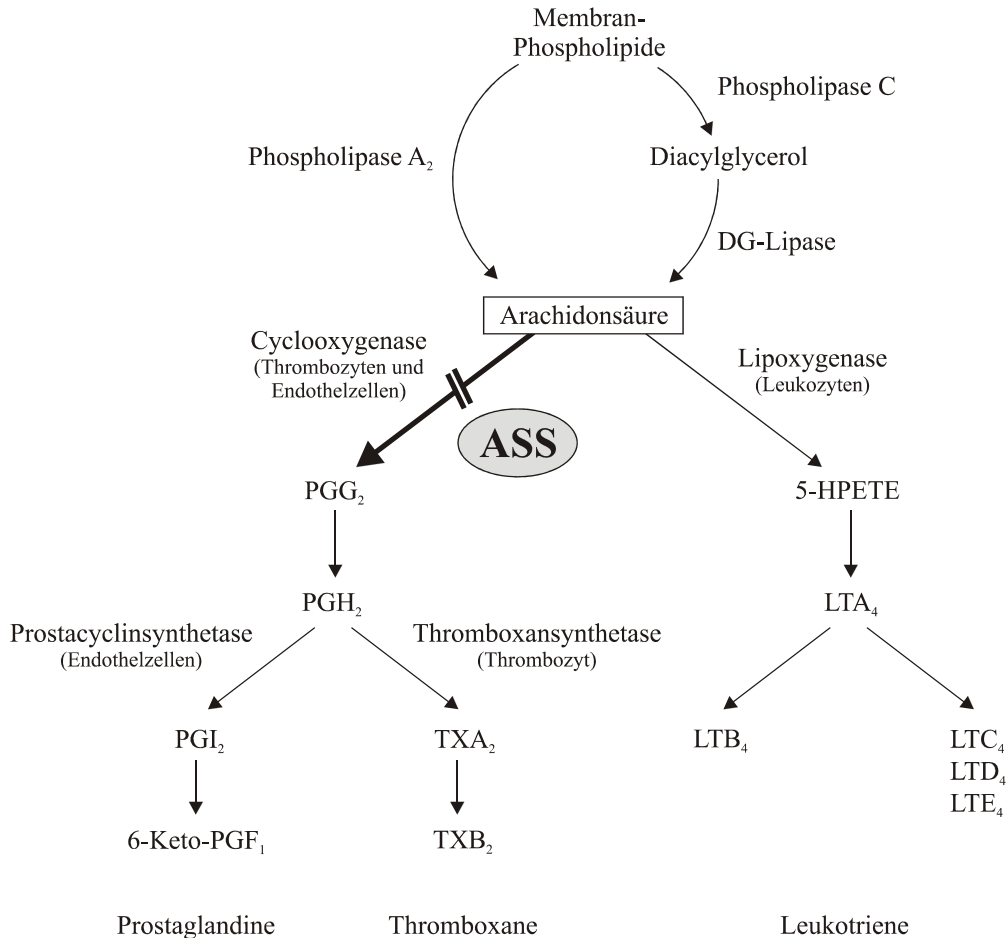 Membran-
Phospholipide
Phospholipase C
Phospholipase A₂
Diacylglycerol
DG-Lipase
Arachidonsäure
Cyclooxygenase
(Thrombozyten und
Endothelzellen)
Lipoxygenase
(Leukozyten)
ASS
PGG₂
5-HPETE
PGH₂
LTA₄
Prostacyclinsynthetase
(Endothelzellen)
Thromboxansynthetase
(Thrombozyt)
PGI₂
TXA₂
LTB₄
LTC₄
LTD₄
LTE₄
6-Keto-PGF₁
TXB₂
Prostaglandine
Thromboxane
Leukotriene